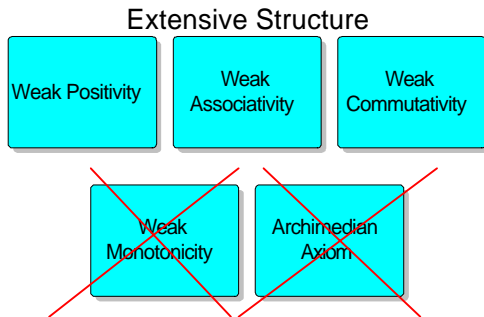 Extensive Structure
Weak Positivity
Weak
Associativity
Weak
Commutativity
Weak
Monotonicity
Archimedian
Axiom